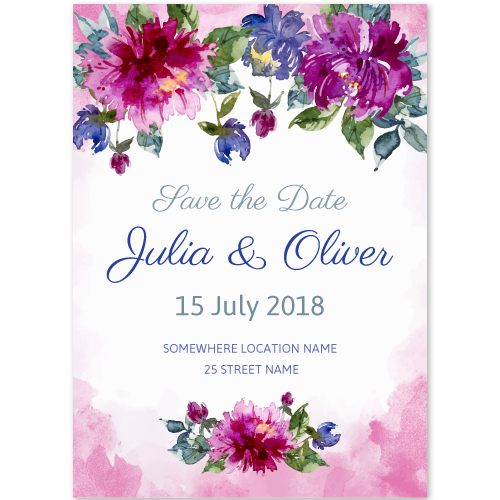 Save the Date
Julia & Oliver
15 July 2018
SOMEWHERE LOCATION NAME
25 STREET NAME